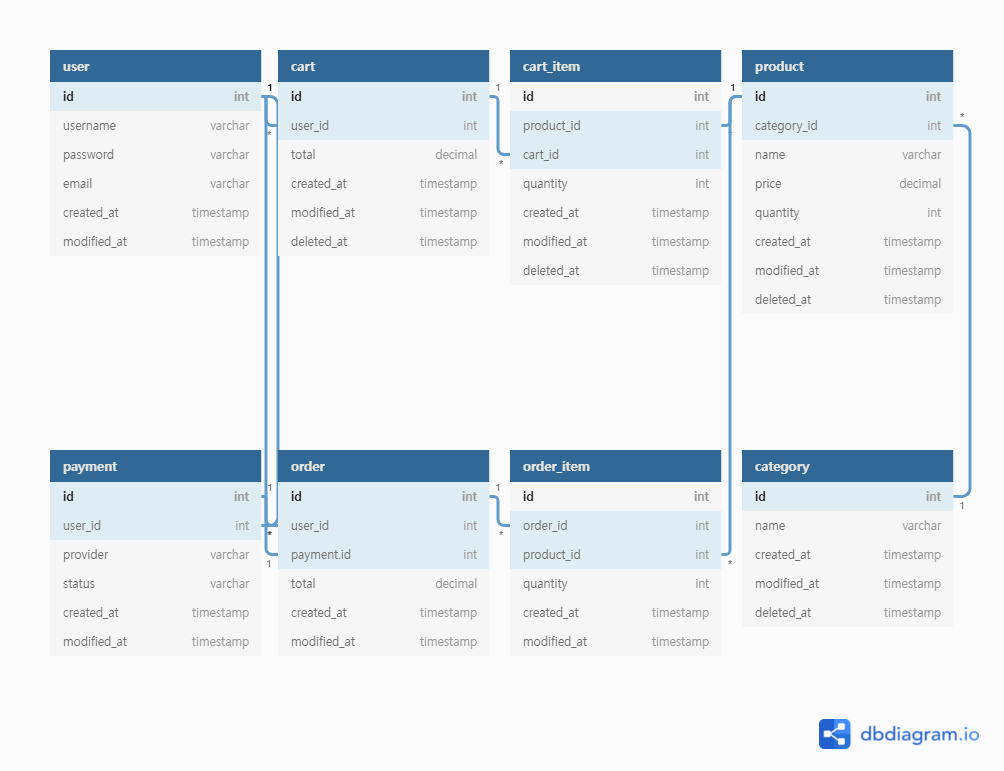 user
id int
username varchar
password varchar
email varchar
created_at timestamp
modified_at timestamp
1
*
cart
id int
user_id int
total decimal
created_at timestamp
modified_at timestamp
deleted_at timestamp
1
*
cart_item
id int
product_id int
cart_id int
quantity int
created_at timestamp
modified_at timestamp
deleted_at timestamp
1
*
product
id int
category_id int
name varchar
price decimal
quantity int
created_at timestamp
modified_at timestamp
deleted_at timestamp
*
payment
id int
user_id int
provider varchar
status varchar
created_at timestamp
modified_at timestamp
1
*
1
order
id int
user_id int
payment.id int
total decimal
created_at timestamp
modified_at timestamp
1
*
order_item
id int
order_id int
product_id int
quantity int
created_at timestamp
modified_at timestamp
*
category
id int
name varchar
created_at timestamp
modified_at timestamp
deleted_at timestamp
1
dbdiagram.io